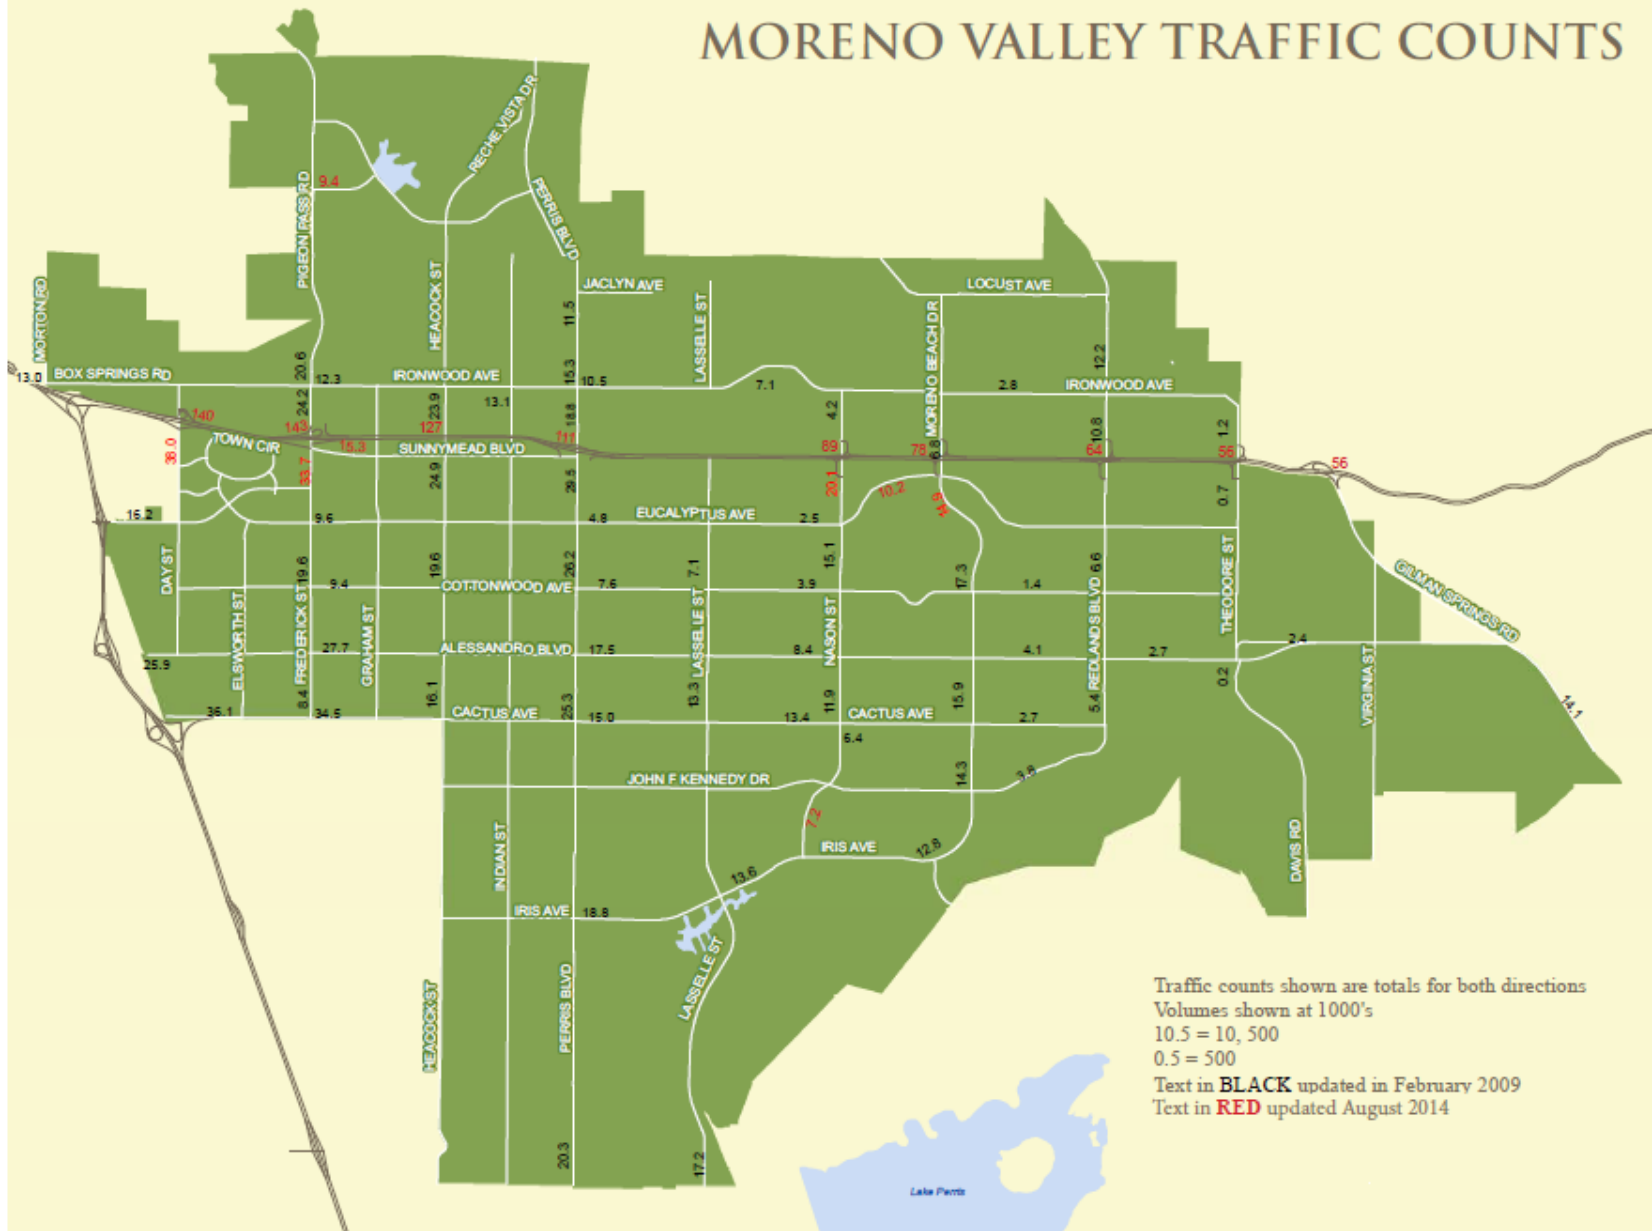 MORENO VALLEY TRAFFIC COUNTS
RECHE VISTA DR
9.4
PIGEON PASS RD
PERRIS BLVD
MORTON RD
HEACOCK ST
JACLYN AVE
LASSELLE ST
LOCUST AVE
11.5
MORENO BEACH DR
12.2
13.0
BOX SPRINGS RD
20.6
12.3
IRONWOOD AVE
15.3
10.5
7.1
2.8
IRONWOOD AVE
24.2
23.9
13.1
18.8
4.2
10.8
1.2
140
143
127
111
89
78
6.8
64
56
56
38.0
TOWN CIR
15.3
SUNNYMEAD BLVD
33.7
24.9
29.5
20.1
10.2
14.9
0.7
16.2
9.6
4.8
EUCALYPTUS AVE
2.5
DAY ST
19.6
19.6
26.2
7.1
15.1
17.3
6.6
THEODORE ST
GILMAN SPRINGS RD
9.4
COTTONWOOD AVE
7.6
3.9
1.4
ELSWORTH ST
FREDERICK ST
GRAHAM ST
LASSELLE ST
NASON ST
REDLANDS BLVD
25.9
27.7
ALESSANDRO BLVD
17.5
8.4
4.1
2.7
2.4
VIRGINIA ST
8.4
16.1
25.3
13.3
11.9
15.9
5.4
0.2
14.1
36.1
34.5
CACTUS AVE
15.0
13.4
CACTUS AVE
2.7
6.4
JOHN F KENNEDY DR
14.3
3.8
7.2
INDIAN ST
IRIS AVE
12.8
DAVIS RD
13.6
IRIS AVE
18.8
HEACOCK ST
PERRIS BLVD
LASSELLE ST
20.3
17.2
Traffic counts shown are totals for both directions
Volumes shown at 1000's
10.5 = 10, 500
0.5 = 500
Text in BLACK updated in February 2009
Text in RED updated August 2014
Lake Perris